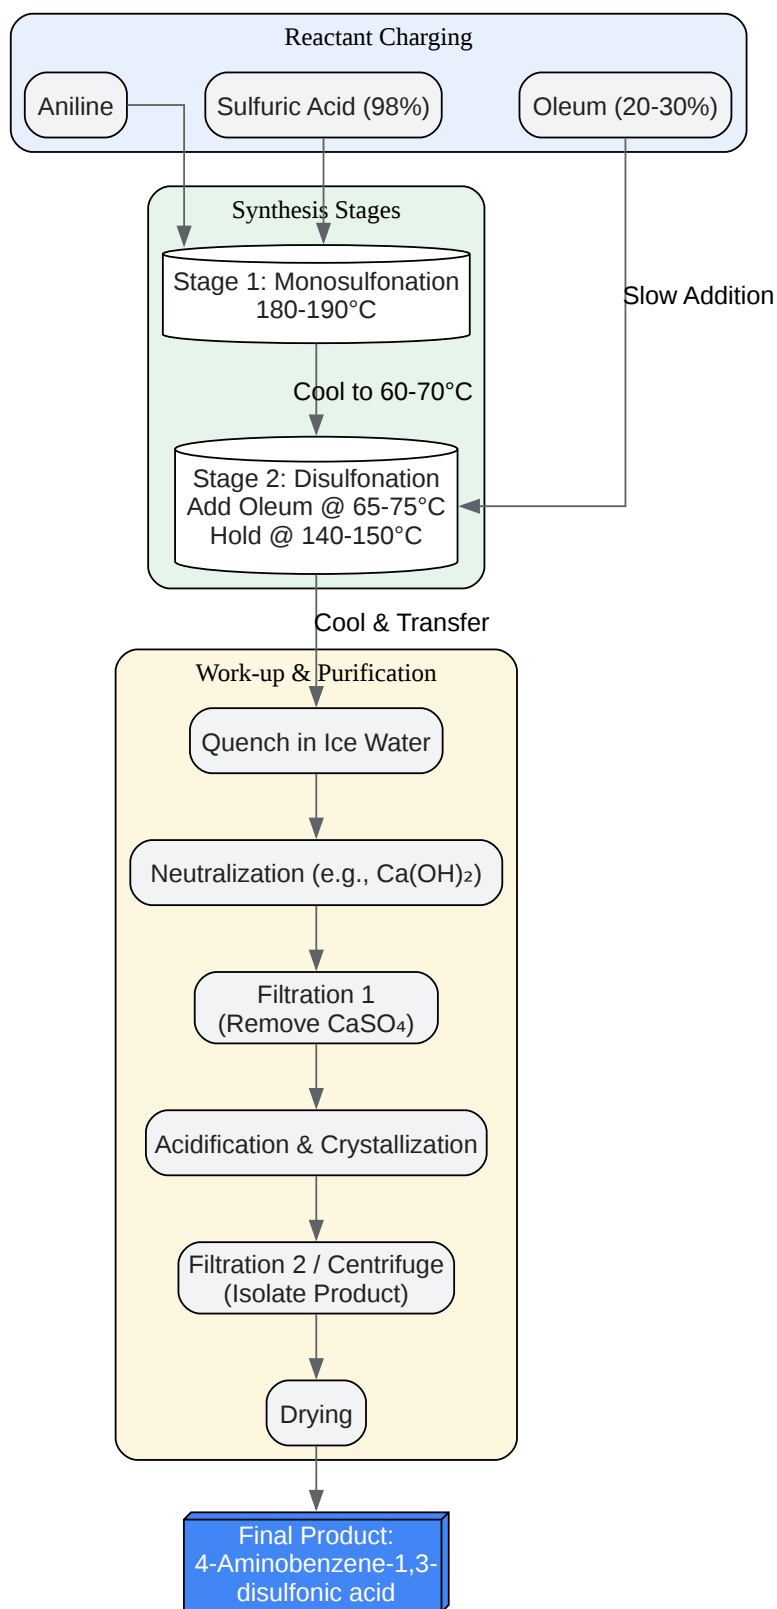 Reactant Charging
Aniline
Sulfuric Acid (98%)
Oleum (20-30%)
Synthesis Stages
Stage 1: Monosulfonation
180-190°C
Slow Addition
Cool to 60-70°C
Stage 2: Disulfonation
Add Oleum @ 65-75°C
Hold @ 140-150°C
Cool & Transfer
Work-up & Purification
Quench in Ice Water
Neutralization (e.g., Ca(OH)₂)
Filtration 1
(Remove CaSO₄)
Acidification & Crystallization
Filtration 2 / Centrifuge
(Isolate Product)
Drying
Final Product:
4-Aminobenzene-1,3-
disulfonic acid